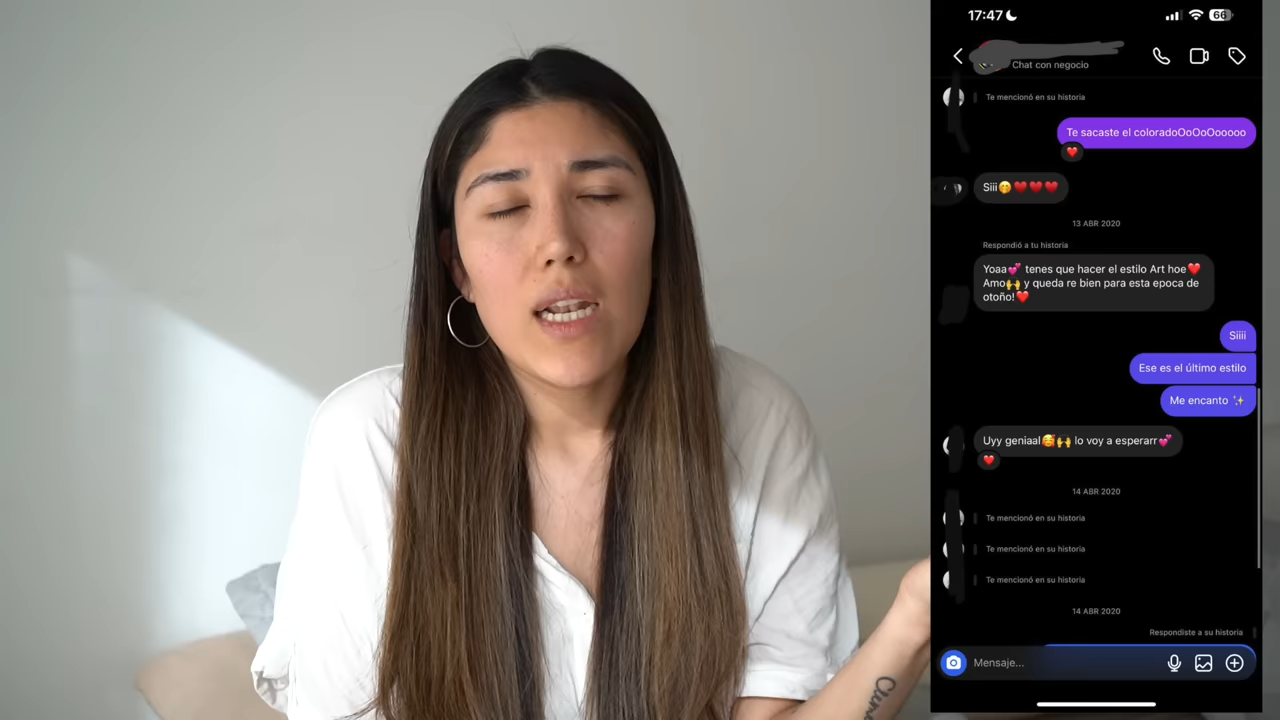 17:47
66
Chat con negocio
Te mencionó en su historia
Te sacaste el coloradoOoOoOooooo
Siii🤭❤️❤️❤️
13 ABR 2020
Respondió a tu historia
Yoaa💕 tenes que hacer el estilo Art hoe❤️
Amo🙌 y queda re bien para esta epoca de
otoño!❤️
Siiii
Ese es el último estilo
Me encanto ✨
Uyy geniaal🥰🙌 lo voy a esperarr💕
14 ABR 2020
Te mencionó en su historia
Te mencionó en su historia
Te mencionó en su historia
14 ABR 2020
Respondiste a su historia
Mensaje...